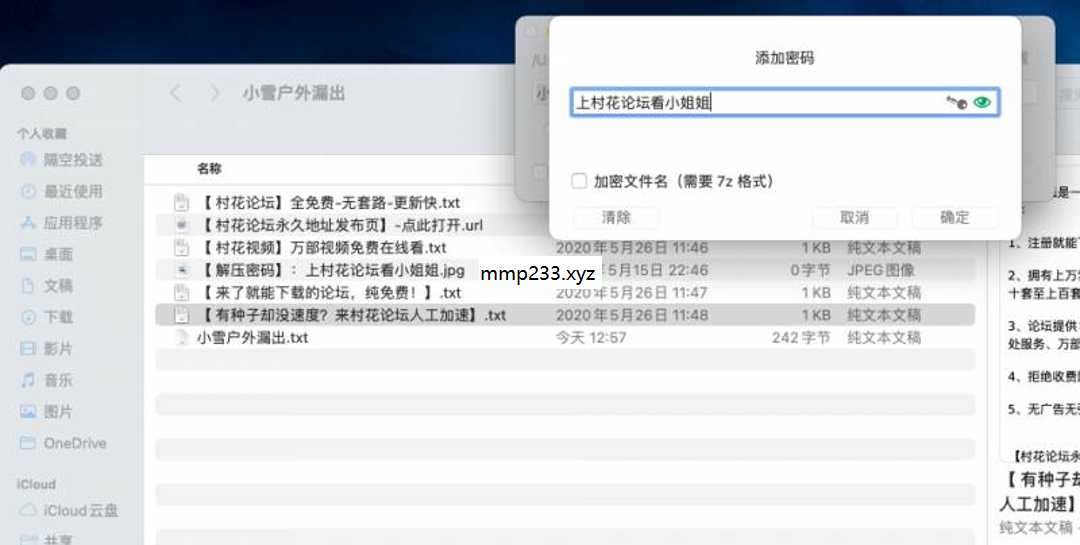 添加密码
小雪户外漏出
上村花论坛看小姐姐
个人收藏
隔空投送
名称
加密文件名（需要 7z 格式）
最近使用
【村花论坛】全免费-无套路-更新快.txt
清除
取消
确定
应用程序
【村花论坛永久地址发布页】-点此打开.url
桌面
【村花视频】万部视频免费在线看.txt
2020年5月26日 11:46
1 KB
纯文本文稿
1、注册就能
【解压密码】：上村花论坛看小姐姐.jpg
mmp233.xyz
5月15日 22:46
0字节
JPEG图像
2、拥有上万
十套至上百套
文稿
【来了就能下载的论坛，纯免费！】.txt
2020年5月26日 11:47
1 KB
纯文本文稿
下载
【有种子却没速度？来村花论坛人工加速】.txt
2020年5月26日 11:48
1 KB
纯文本文稿
3、论坛提供
处服务、万部
小雪户外漏出.txt
今天 12:57
242 字节
纯文本文稿
影片
音乐
4、拒绝收费
图片
5、无广告无
OneDrive
【村花论坛永
iCloud
【有种子却
人工加速】
iCloud云盘
纯文本文稿
共享